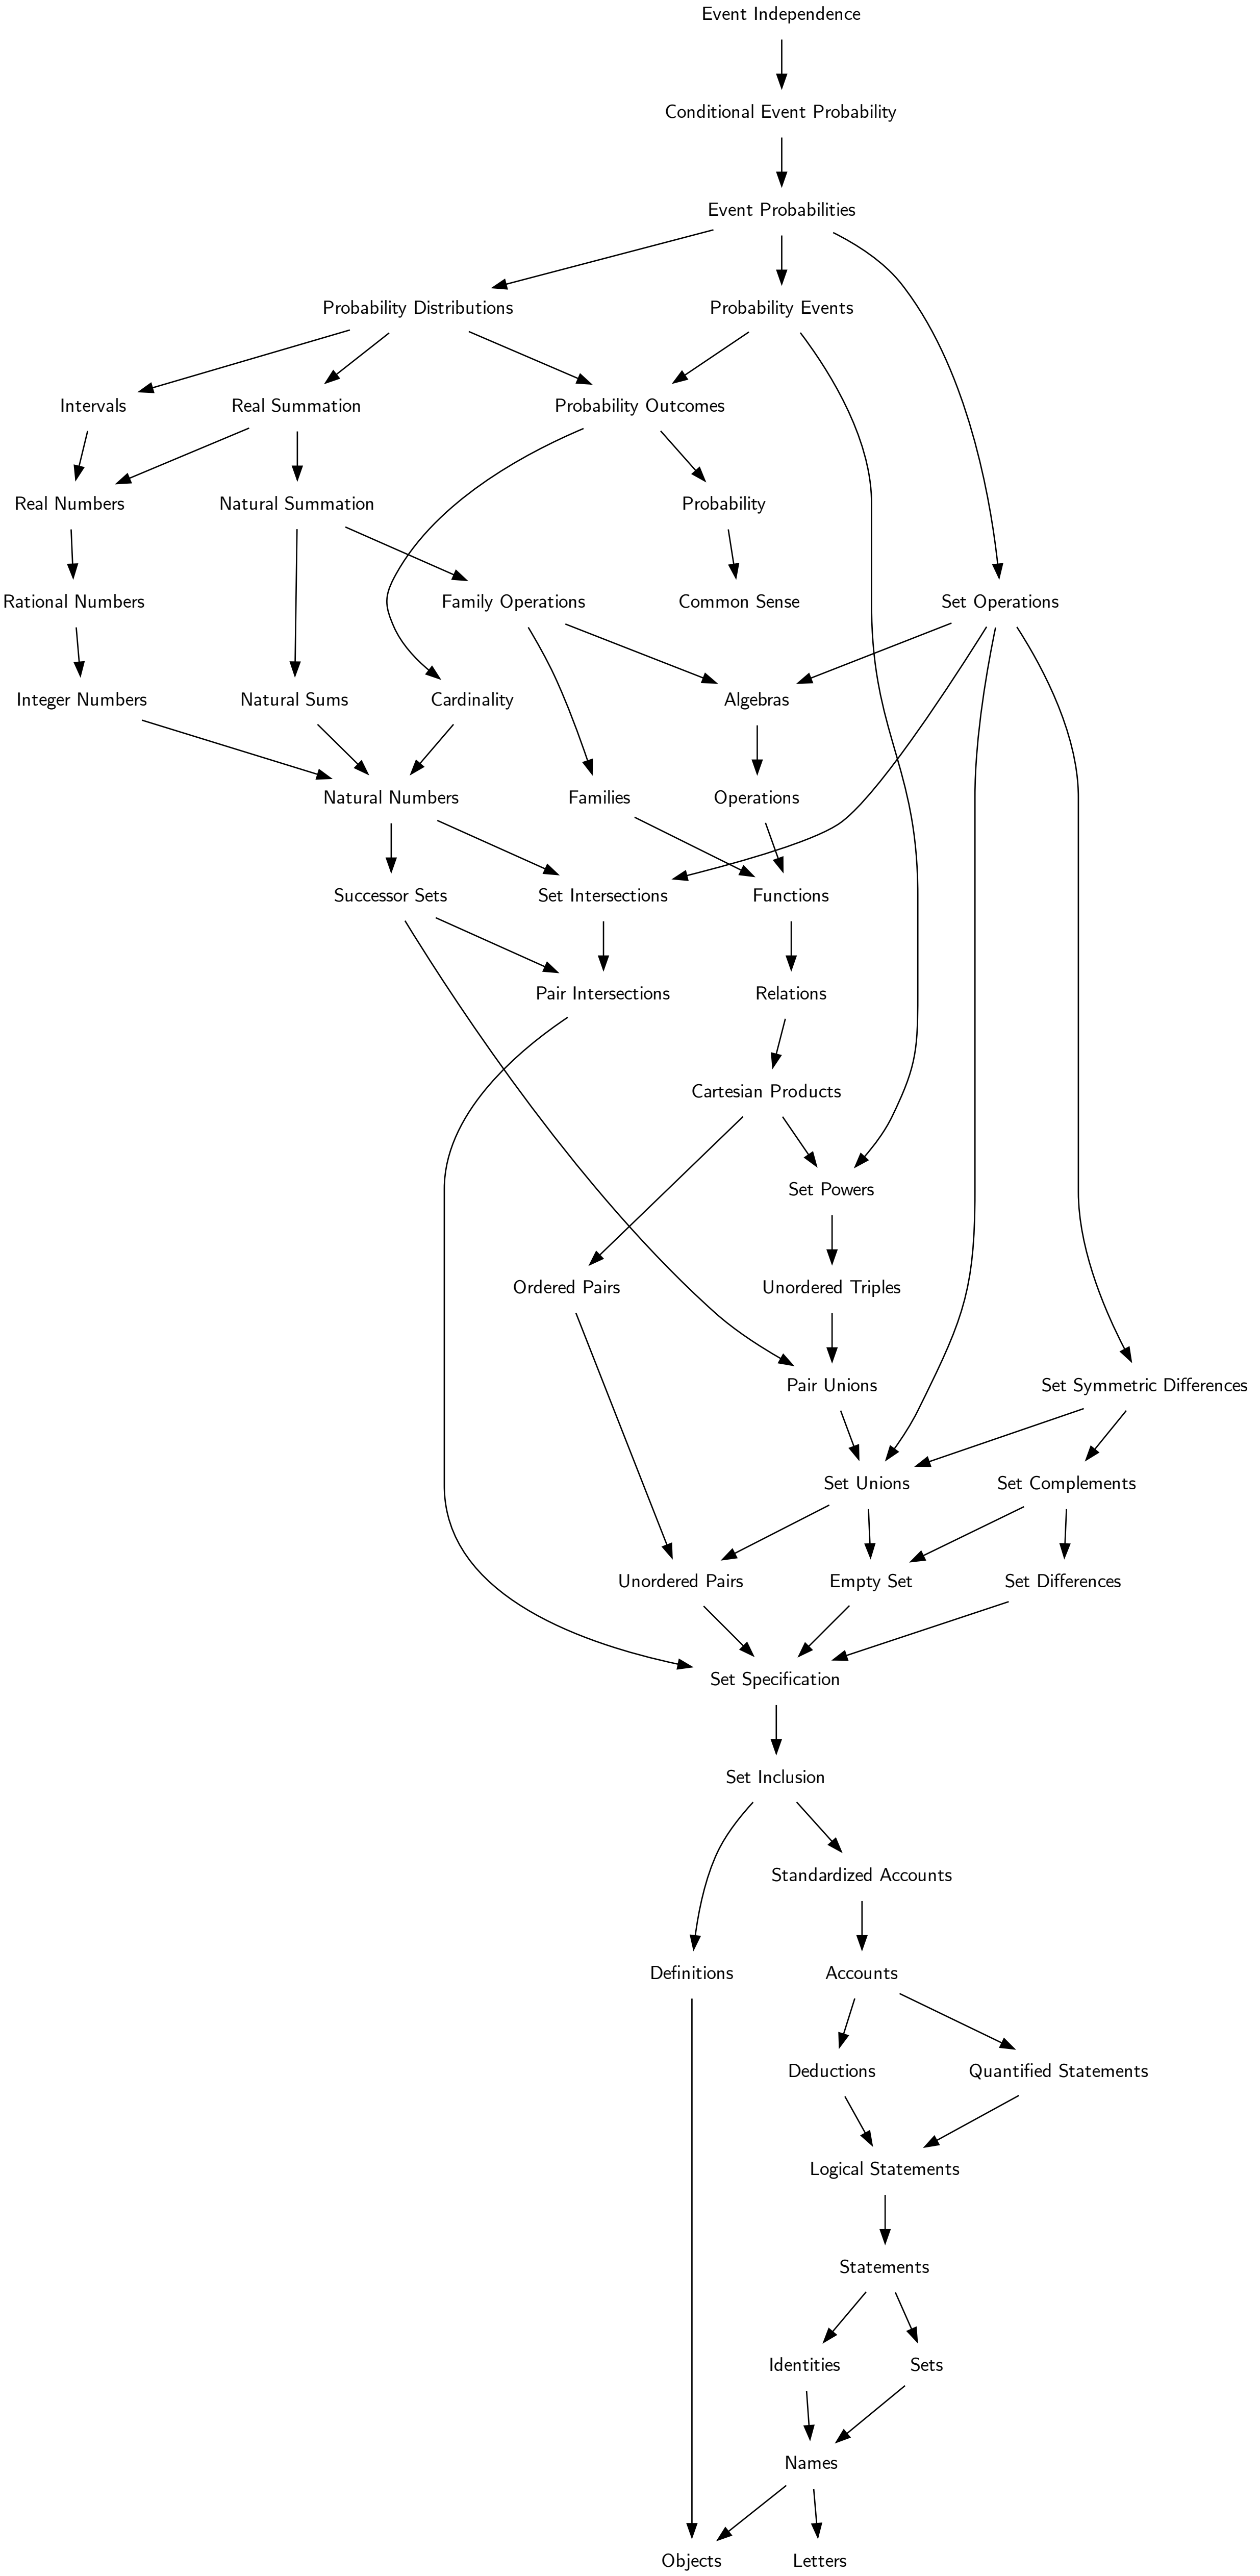 Event Independence
Conditional Event Probability
Event Probabilities
Probability Distributions
Probability Events
Intervals
Real Summation
Probability Outcomes
Real Numbers
Natural Summation
Probability
Rational Numbers
Family Operations
Common Sense
Set Operations
Integer Numbers
Natural Sums
Cardinality
Algebras
Natural Numbers
Families
Operations
Successor Sets
Set Intersections
Functions
Pair Intersections
Relations
Cartesian Products
Set Powers
Ordered Pairs
Unordered Triples
Pair Unions
Set Symmetric Differences
Set Unions
Set Complements
Unordered Pairs
Empty Set
Set Differences
Set Specification
Set Inclusion
Standardized Accounts
Definitions
Accounts
Deductions
Quantified Statements
Logical Statements
Statements
Identities
Sets
Names
Objects
Letters